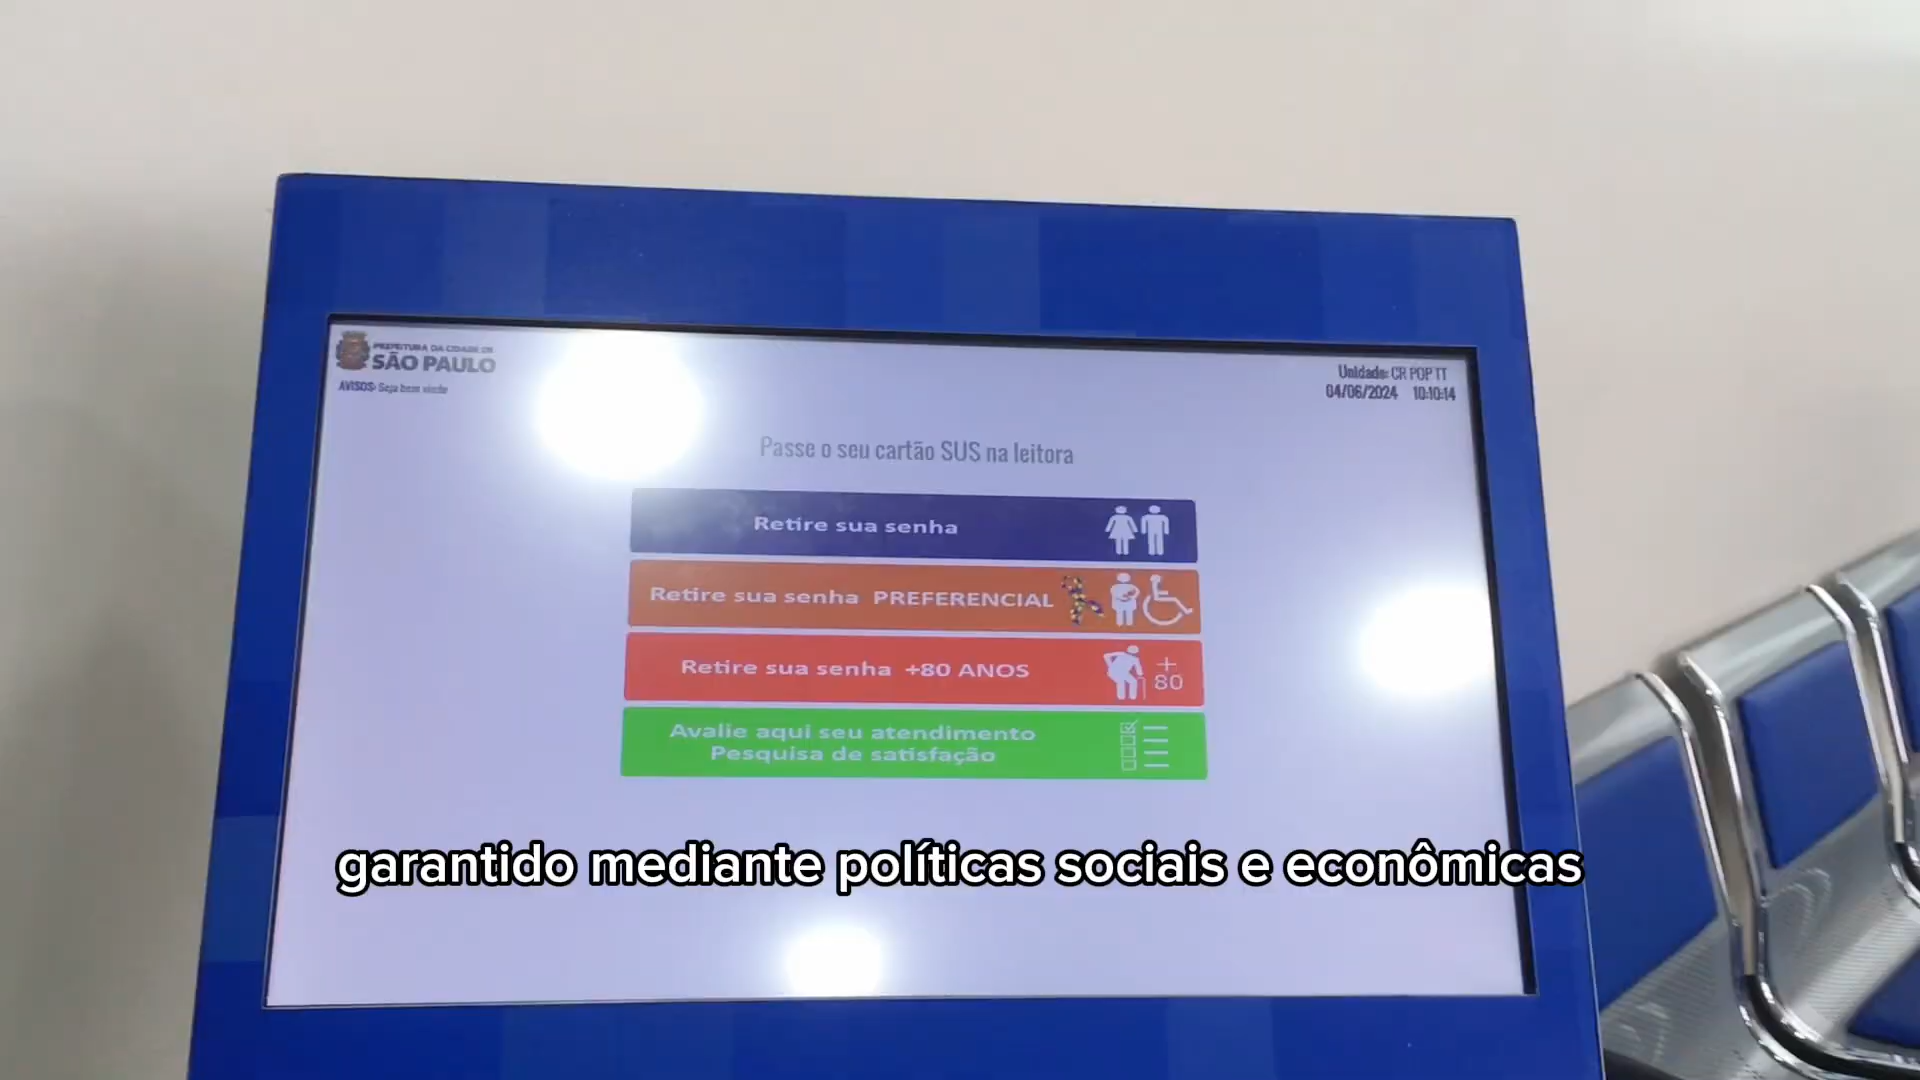 PREFEITURA DA CIDADE DE
SÃO PAULO
AVISOS: Seja bem vindo
Unidade: CR POP TT
04/06/2024 10:10:14
Passe o seu cartão SUS na leitora
Retire sua senha
Retire sua senha PREFERENCIAL
Retire sua senha +80 ANOS
+
80
Avalie aqui seu atendimento
Pesquisa de satisfação
garantido mediante políticas sociais e econômicas